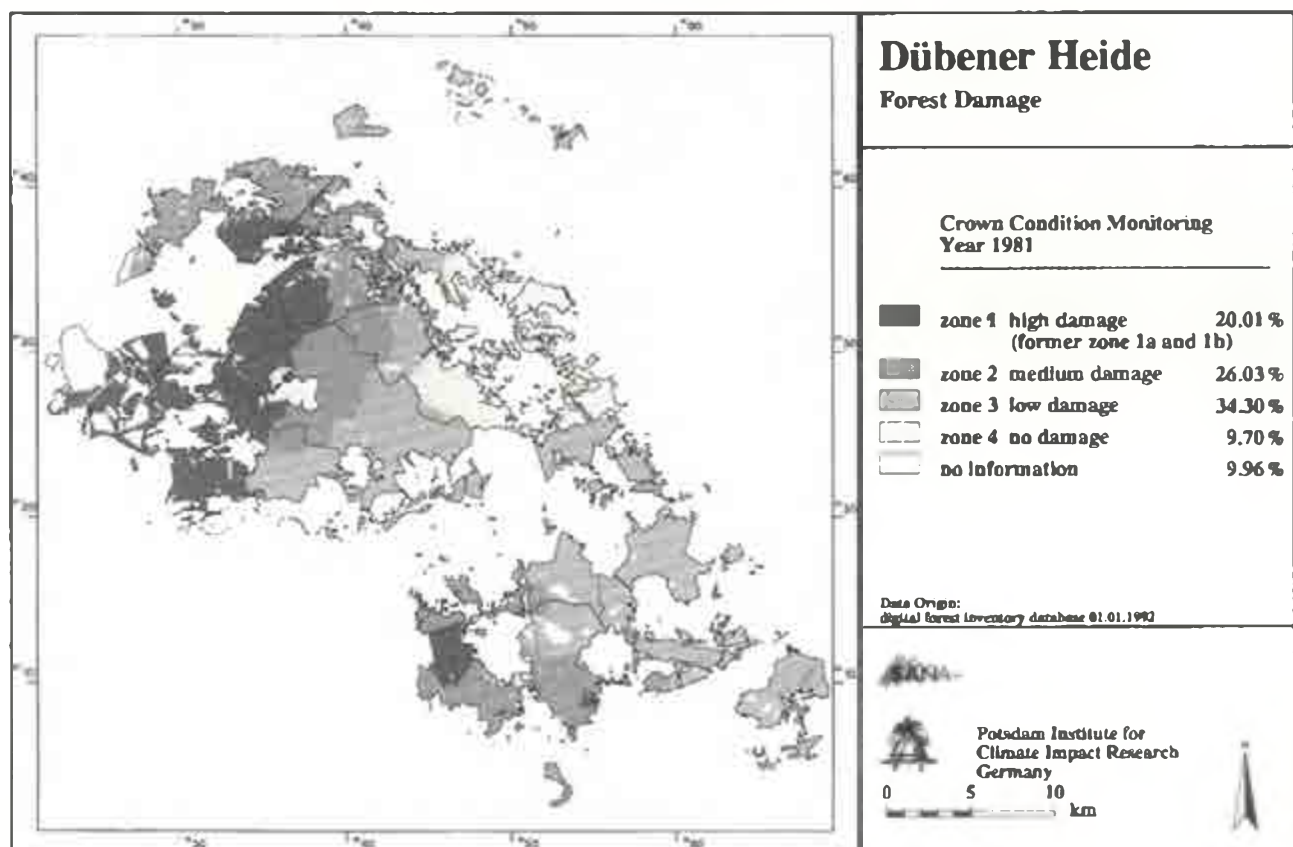 Dübener Heide
Forest Damage
Crown Condition Monitoring
Year 1981
zone 1 high damage 20.01 %
(former zone 1a and 1b)
zone 2 medium damage 26.03 %
zone 3 low damage 34.30 %
zone 4 no damage 9.70 %
no information 9.96 %
Data Origin:
digital forest inventory database 01.01.1992
SANA
Potsdam Institute for
Climate Impact Research
Germany
0 5 10
km